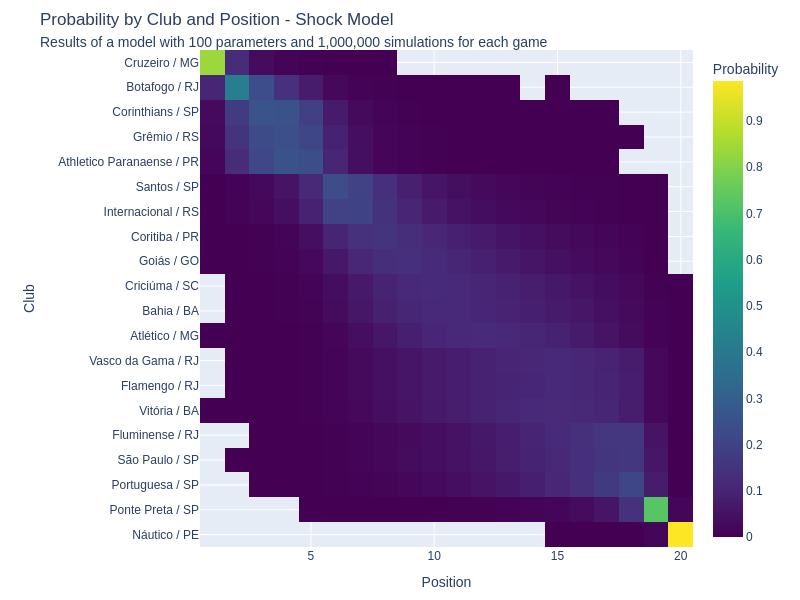 Probability by Club and Position - Shock Model
Results of a model with 100 parameters and 1,000,000 simulations for each game
Probability
Club
Cruzeiro / MG
Botafogo / RJ
Corinthians / SP
Grêmio / RS
Athletico Paranaense / PR
Santos / SP
Internacional / RS
Coritiba / PR
Goiás / GO
Criciúma / SC
Bahia / BA
Atlético / MG
Vasco da Gama / RJ
Flamengo / RJ
Vitória / BA
Fluminense / RJ
São Paulo / SP
Portuguesa / SP
Ponte Preta / SP
Náutico / PE
0.9
0.8
0.7
0.6
0.5
0.4
0.3
0.2
0.1
0
5
10
15
20
Position